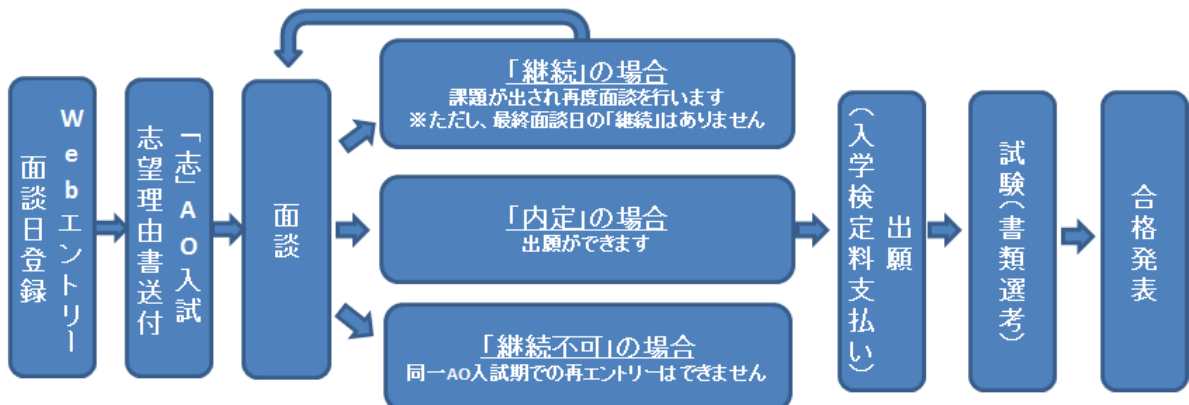 Webエントリー
面談日登録
「志」AO入試
志望理由書送付
面談
「継続」の場合
課題が出され再度面談を行います
※ただし、最終面談日の「継続」はありません
「内定」の場合
出願ができます
「継続不可」の場合
同一AO入試期での再エントリーはできません
出願
（入学検定料支払い）
試験（書類選考）
合格発表